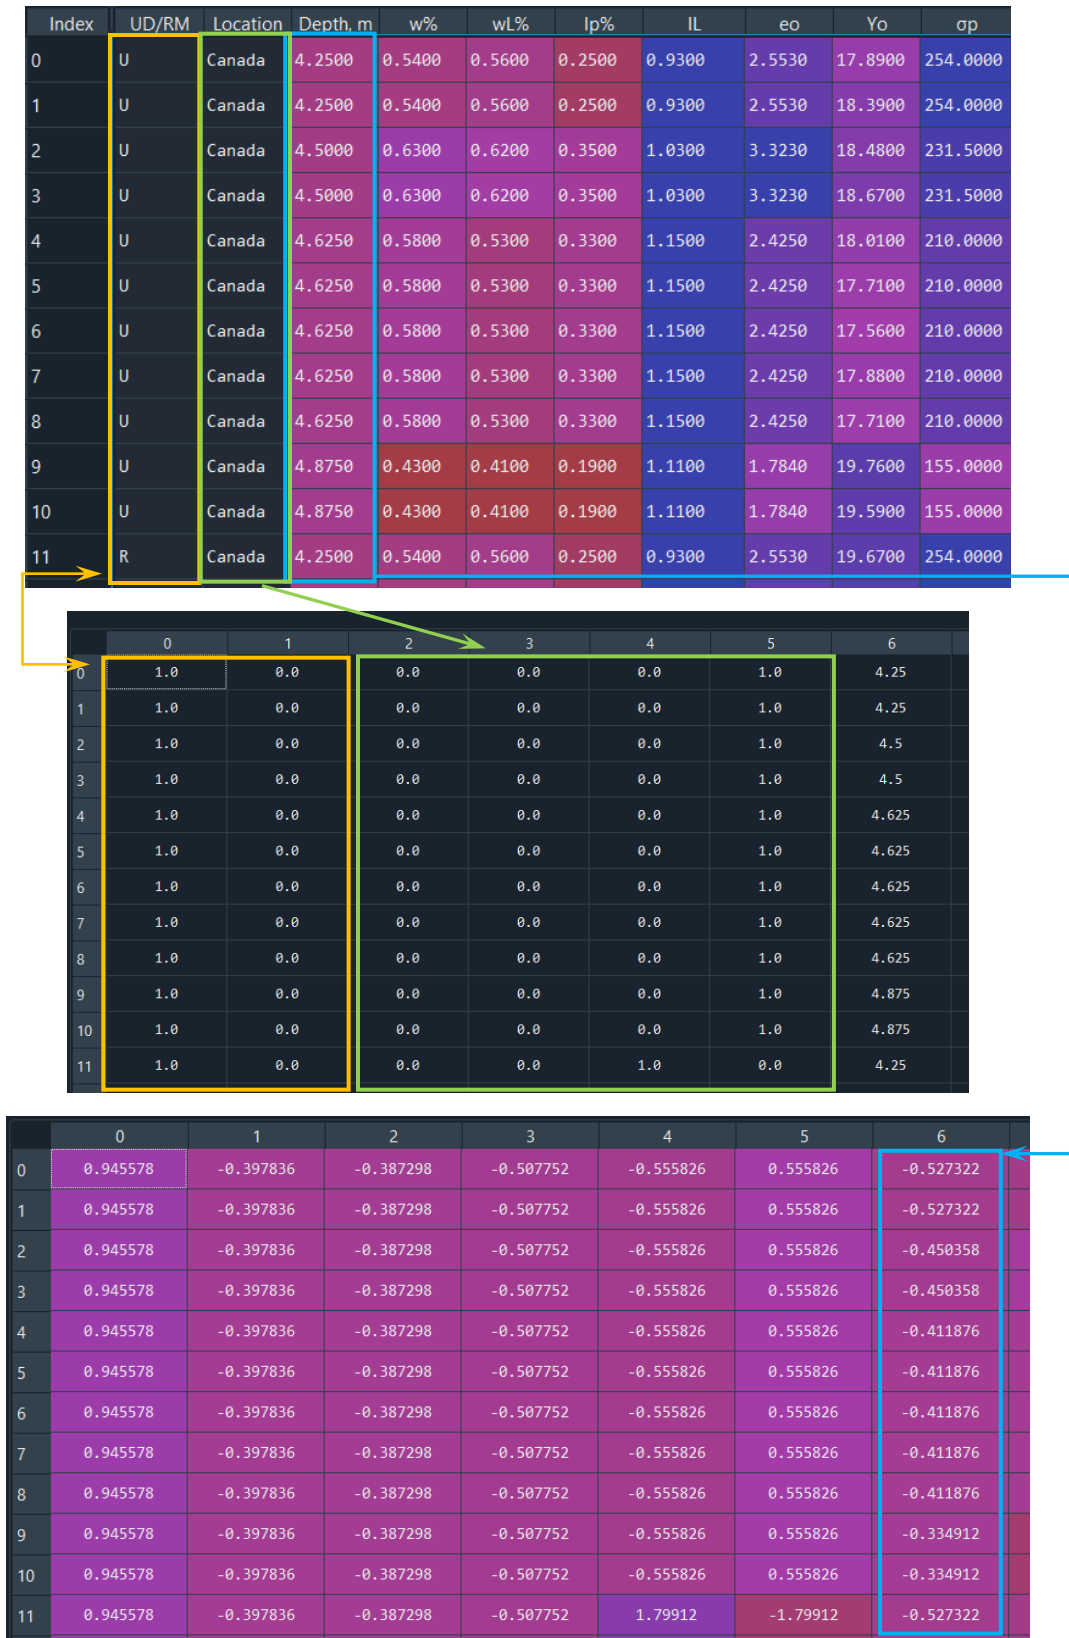 Index UD/RM Location Depth, m w% wL% Ip% IL eo Yo σp
0 U Canada 4.2500 0.5400 0.5600 0.2500 0.9300 2.5530 17.8900 254.0000
1 U Canada 4.2500 0.5400 0.5600 0.2500 0.9300 2.5530 18.3900 254.0000
2 U Canada 4.5000 0.6300 0.6200 0.3500 1.0300 3.3230 18.4800 231.5000
3 U Canada 4.5000 0.6300 0.6200 0.3500 1.0300 3.3230 18.6700 231.5000
4 U Canada 4.6250 0.5800 0.5300 0.3300 1.1500 2.4250 18.0100 210.0000
5 U Canada 4.6250 0.5800 0.5300 0.3300 1.1500 2.4250 17.7100 210.0000
6 U Canada 4.6250 0.5800 0.5300 0.3300 1.1500 2.4250 17.5600 210.0000
7 U Canada 4.6250 0.5800 0.5300 0.3300 1.1500 2.4250 17.8800 210.0000
8 U Canada 4.6250 0.5800 0.5300 0.3300 1.1500 2.4250 17.7100 210.0000
9 U Canada 4.8750 0.4300 0.4100 0.1900 1.1100 1.7840 19.7600 155.0000
10 U Canada 4.8750 0.4300 0.4100 0.1900 1.1100 1.7840 19.5900 155.0000
11 R Canada 4.2500 0.5400 0.5600 0.2500 0.9300 2.5530 19.6700 254.0000
0 1 2 3 4 5 6
0 1.0 0.0 0.0 0.0 0.0 1.0 4.25
1 1.0 0.0 0.0 0.0 0.0 1.0 4.25
2 1.0 0.0 0.0 0.0 0.0 1.0 4.5
3 1.0 0.0 0.0 0.0 0.0 1.0 4.5
4 1.0 0.0 0.0 0.0 0.0 1.0 4.625
5 1.0 0.0 0.0 0.0 0.0 1.0 4.625
6 1.0 0.0 0.0 0.0 0.0 1.0 4.625
7 1.0 0.0 0.0 0.0 0.0 1.0 4.625
8 1.0 0.0 0.0 0.0 0.0 1.0 4.625
9 1.0 0.0 0.0 0.0 0.0 1.0 4.875
10 1.0 0.0 0.0 0.0 0.0 1.0 4.875
11 1.0 0.0 0.0 0.0 1.0 0.0 4.25
0 1 2 3 4 5 6
0 0.945578 -0.397836 -0.387298 -0.507752 -0.555826 0.555826 -0.527322
1 0.945578 -0.397836 -0.387298 -0.507752 -0.555826 0.555826 -0.527322
2 0.945578 -0.397836 -0.387298 -0.507752 -0.555826 0.555826 -0.450358
3 0.945578 -0.397836 -0.387298 -0.507752 -0.555826 0.555826 -0.450358
4 0.945578 -0.397836 -0.387298 -0.507752 -0.555826 0.555826 -0.411876
5 0.945578 -0.397836 -0.387298 -0.507752 -0.555826 0.555826 -0.411876
6 0.945578 -0.397836 -0.387298 -0.507752 -0.555826 0.555826 -0.411876
7 0.945578 -0.397836 -0.387298 -0.507752 -0.555826 0.555826 -0.411876
8 0.945578 -0.397836 -0.387298 -0.507752 -0.555826 0.555826 -0.411876
9 0.945578 -0.397836 -0.387298 -0.507752 -0.555826 0.555826 -0.334912
10 0.945578 -0.397836 -0.387298 -0.507752 -0.555826 0.555826 -0.334912
11 0.945578 -0.397836 -0.387298 -0.507752 1.79912 -1.79912 -0.527322